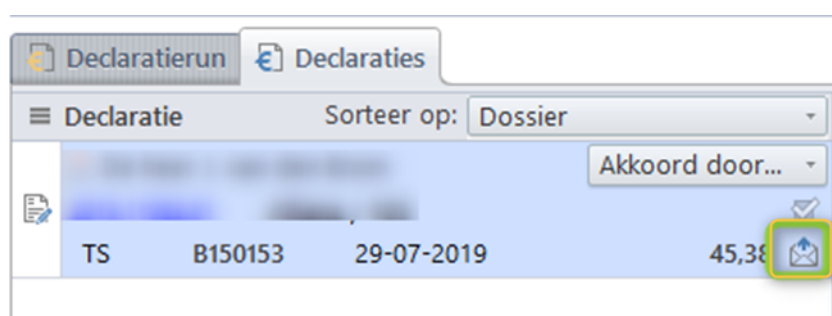 Declaratierun Declaraties
Declaratie Sorteer op: Dossier
Akkoord door...
TS B150153 29-07-2019 45,38